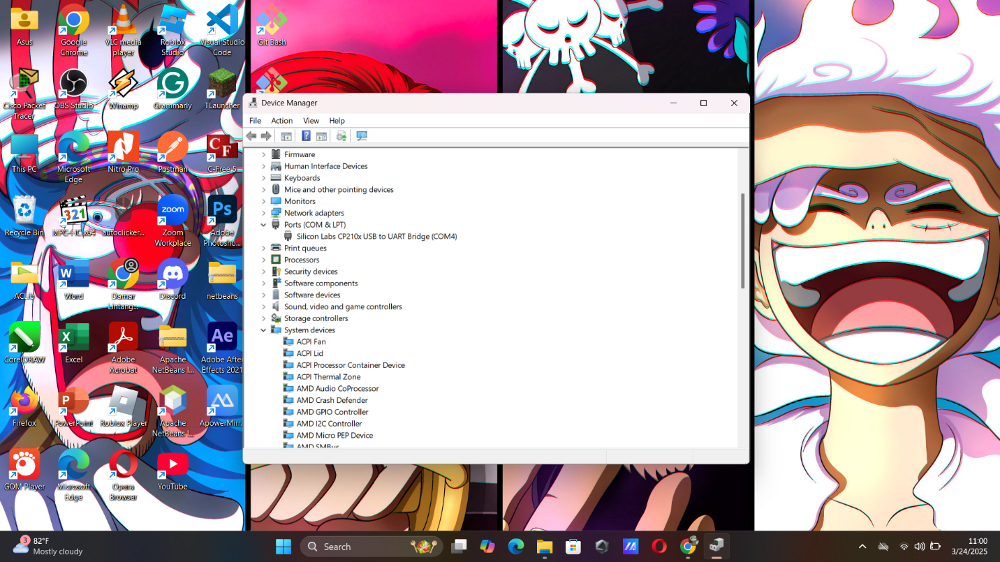 Asus
Google
Chrome
VLC media
player
Roblox
Studio
Visual Studio
Code
Git Bash
Cisco Packet
Tracer
OBS Studio
Winamp
Grammarly
TLauncher
This PC
Microsoft
Edge
Nitro Pro
Postman
C-Free 5
Recycle Bin
MPC-HC x64
autoclicker...
Zoom
Workplace
Adobe
Photosho...
ACLib
Word
Damar
Lintang...
Discord
netbeans
CorelDRAW
Excel
Adobe
Acrobat
Apache
NetBeans I...
Adobe After
Effects 2021
Firefox
PowerPoint
Roblox Player
Apache
NetBeans I...
ApowerMirr...
GOM Player
Microsoft
Edge
Opera
Browser
YouTube
Device Manager
File Action View Help
Firmware
Human Interface Devices
Keyboards
Mice and other pointing devices
Monitors
Network adapters
Ports (COM & LPT)
Silicon Labs CP210x USB to UART Bridge (COM4)
Print queues
Processors
Security devices
Software components
Software devices
Sound, video and game controllers
Storage controllers
System devices
ACPI Fan
ACPI Lid
ACPI Processor Container Device
ACPI Thermal Zone
AMD Audio CoProcessor
AMD Crash Defender
AMD GPIO Controller
AMD I2C Controller
AMD Micro PEP Device
AMD SMBus
3
82°F
Mostly cloudy
Search
11:00
3/24/2025